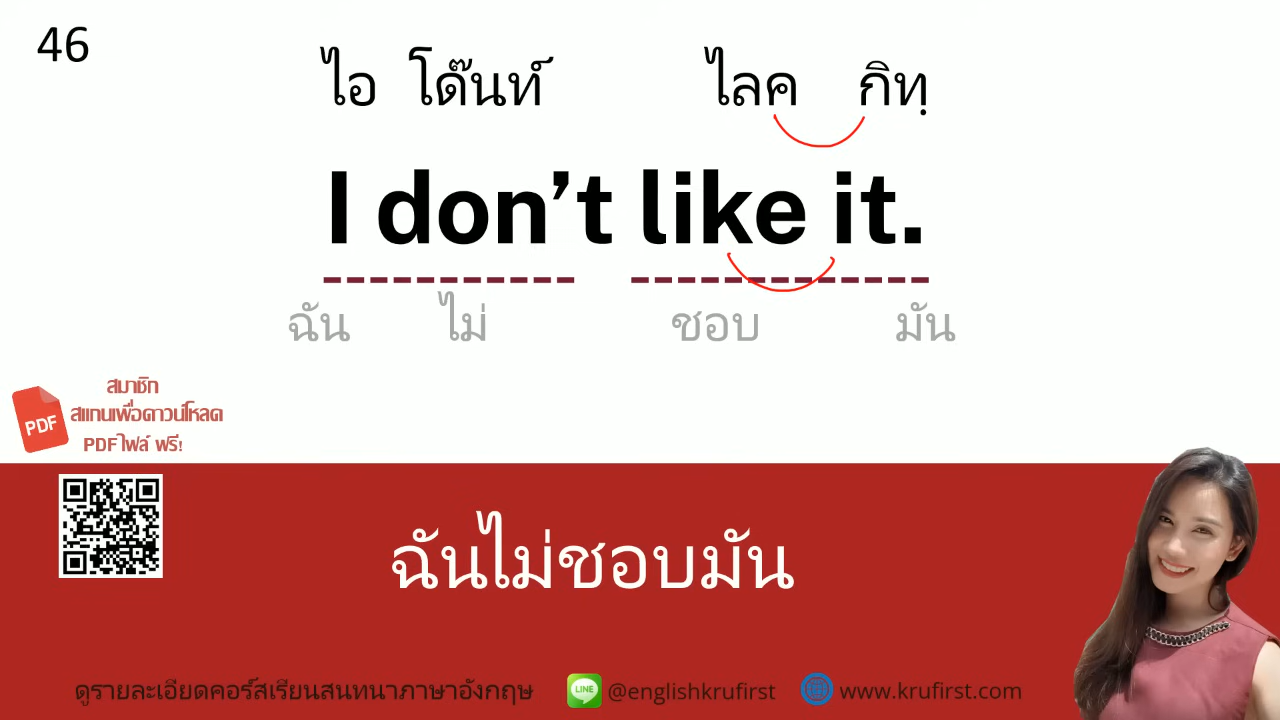 46
ไอ โด๊นท์ ไลค กิทฺ
I don’t like it.
ฉัน ไม่ ชอบ มัน
สมาชิก
สแกนเพื่อดาวน์โหลด
PDF PDFไฟล์ ฟรี!
ฉันไม่ชอบมัน
ดูรายละเอียดคอร์สเรียนสนทนาภาษาอังกฤษ LINE @englishkrufirst www.krufirst.com